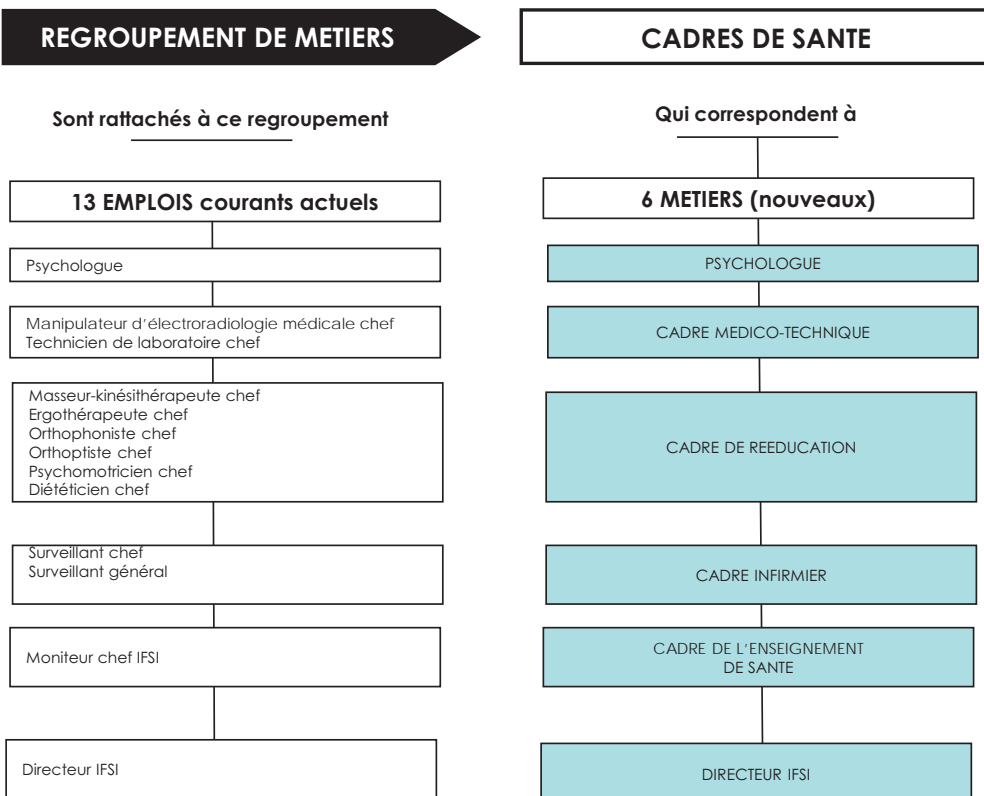 REGROUPEMENT DE METIERS
CADRES DE SANTE
Sont rattachés à ce regroupement
Qui correspondent à
13 EMPLOIS courants actuels
6 METIERS (nouveaux)
Psychologue
PSYCHOLOGUE
Manipulateur d'électroradiologie médicale chef
Technicien de laboratoire chef
CADRE MEDICO-TECHNIQUE
Masseur-kinésithérapeute chef
Ergothérapeute chef
Orthophoniste chef
Orthoptiste chef
Psychomotricien chef
Diététicien chef
CADRE DE REEDUCATION
Surveillant chef
Surveillant général
CADRE INFIRMIER
Moniteur chef IFSI
CADRE DE L'ENSEIGNEMENT
DE SANTE
Directeur IFSI
DIRECTEUR IFSI